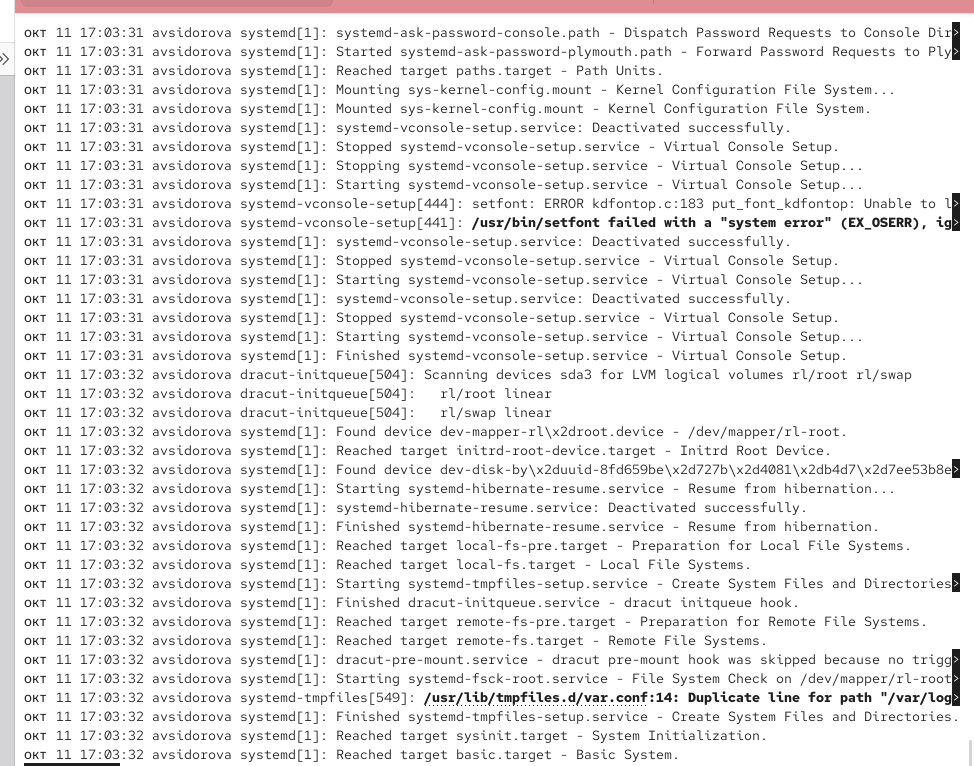 окт 11 17:03:31 avsidorova systemd[1]: systemd-ask-password-console.path - Dispatch Password Requests to Console Dir>
окт 11 17:03:31 avsidorova systemd[1]: Started systemd-ask-password-plymouth.path - Forward Password Requests to Ply>
окт 11 17:03:31 avsidorova systemd[1]: Reached target paths.target - Path Units.
окт 11 17:03:31 avsidorova systemd[1]: Mounting sys-kernel-config.mount - Kernel Configuration File System...
окт 11 17:03:31 avsidorova systemd[1]: Mounted sys-kernel-config.mount - Kernel Configuration File System.
окт 11 17:03:31 avsidorova systemd[1]: systemd-vconsole-setup.service: Deactivated successfully.
окт 11 17:03:31 avsidorova systemd[1]: Stopped systemd-vconsole-setup.service - Virtual Console Setup.
окт 11 17:03:31 avsidorova systemd[1]: Stopping systemd-vconsole-setup.service - Virtual Console Setup...
окт 11 17:03:31 avsidorova systemd[1]: Starting systemd-vconsole-setup.service - Virtual Console Setup...
окт 11 17:03:31 avsidorova systemd-vconsole-setup[444]: setfont: ERROR kdfontop.c:183 put_font_kdfontop: Unable to l>
окт 11 17:03:31 avsidorova systemd-vconsole-setup[441]: /usr/bin/setfont failed with a "system error" (EX_OSERR), ig>
окт 11 17:03:31 avsidorova systemd[1]: systemd-vconsole-setup.service: Deactivated successfully.
окт 11 17:03:31 avsidorova systemd[1]: Stopped systemd-vconsole-setup.service - Virtual Console Setup.
окт 11 17:03:31 avsidorova systemd[1]: Starting systemd-vconsole-setup.service - Virtual Console Setup...
окт 11 17:03:31 avsidorova systemd[1]: systemd-vconsole-setup.service: Deactivated successfully.
окт 11 17:03:31 avsidorova systemd[1]: Stopped systemd-vconsole-setup.service - Virtual Console Setup.
окт 11 17:03:31 avsidorova systemd[1]: Starting systemd-vconsole-setup.service - Virtual Console Setup...
окт 11 17:03:31 avsidorova systemd[1]: Finished systemd-vconsole-setup.service - Virtual Console Setup.
окт 11 17:03:32 avsidorova dracut-initqueue[504]: Scanning devices sda3 for LVM logical volumes rl/root rl/swap
окт 11 17:03:32 avsidorova dracut-initqueue[504]:   rl/root linear
окт 11 17:03:32 avsidorova dracut-initqueue[504]:   rl/swap linear
окт 11 17:03:32 avsidorova systemd[1]: Found device dev-mapper-rl\x2droot.device - /dev/mapper/rl-root.
окт 11 17:03:32 avsidorova systemd[1]: Reached target initrd-root-device.target - Initrd Root Device.
окт 11 17:03:32 avsidorova systemd[1]: Found device dev-disk-by\x2duuid-8fd659be\x2d727b\x2d4081\x2db4d7\x2d7ee53b8e>
окт 11 17:03:32 avsidorova systemd[1]: Starting systemd-hibernate-resume.service - Resume from hibernation...
окт 11 17:03:32 avsidorova systemd[1]: systemd-hibernate-resume.service: Deactivated successfully.
окт 11 17:03:32 avsidorova systemd[1]: Finished systemd-hibernate-resume.service - Resume from hibernation.
окт 11 17:03:32 avsidorova systemd[1]: Reached target local-fs-pre.target - Preparation for Local File Systems.
окт 11 17:03:32 avsidorova systemd[1]: Reached target local-fs.target - Local File Systems.
окт 11 17:03:32 avsidorova systemd[1]: Starting systemd-tmpfiles-setup.service - Create System Files and Directories>
окт 11 17:03:32 avsidorova systemd[1]: Finished dracut-initqueue.service - dracut initqueue hook.
окт 11 17:03:32 avsidorova systemd[1]: Reached target remote-fs-pre.target - Preparation for Remote File Systems.
окт 11 17:03:32 avsidorova systemd[1]: Reached target remote-fs.target - Remote File Systems.
окт 11 17:03:32 avsidorova systemd[1]: dracut-pre-mount.service - dracut pre-mount hook was skipped because no trigg>
окт 11 17:03:32 avsidorova systemd[1]: Starting systemd-fsck-root.service - File System Check on /dev/mapper/rl-root>
окт 11 17:03:32 avsidorova systemd-tmpfiles[549]: /usr/lib/tmpfiles.d/var.conf:14: Duplicate line for path "/var/log>
окт 11 17:03:32 avsidorova systemd[1]: Finished systemd-tmpfiles-setup.service - Create System Files and Directories.
окт 11 17:03:32 avsidorova systemd[1]: Reached target sysinit.target - System Initialization.
окт 11 17:03:32 avsidorova systemd[1]: Reached target basic.target - Basic System.